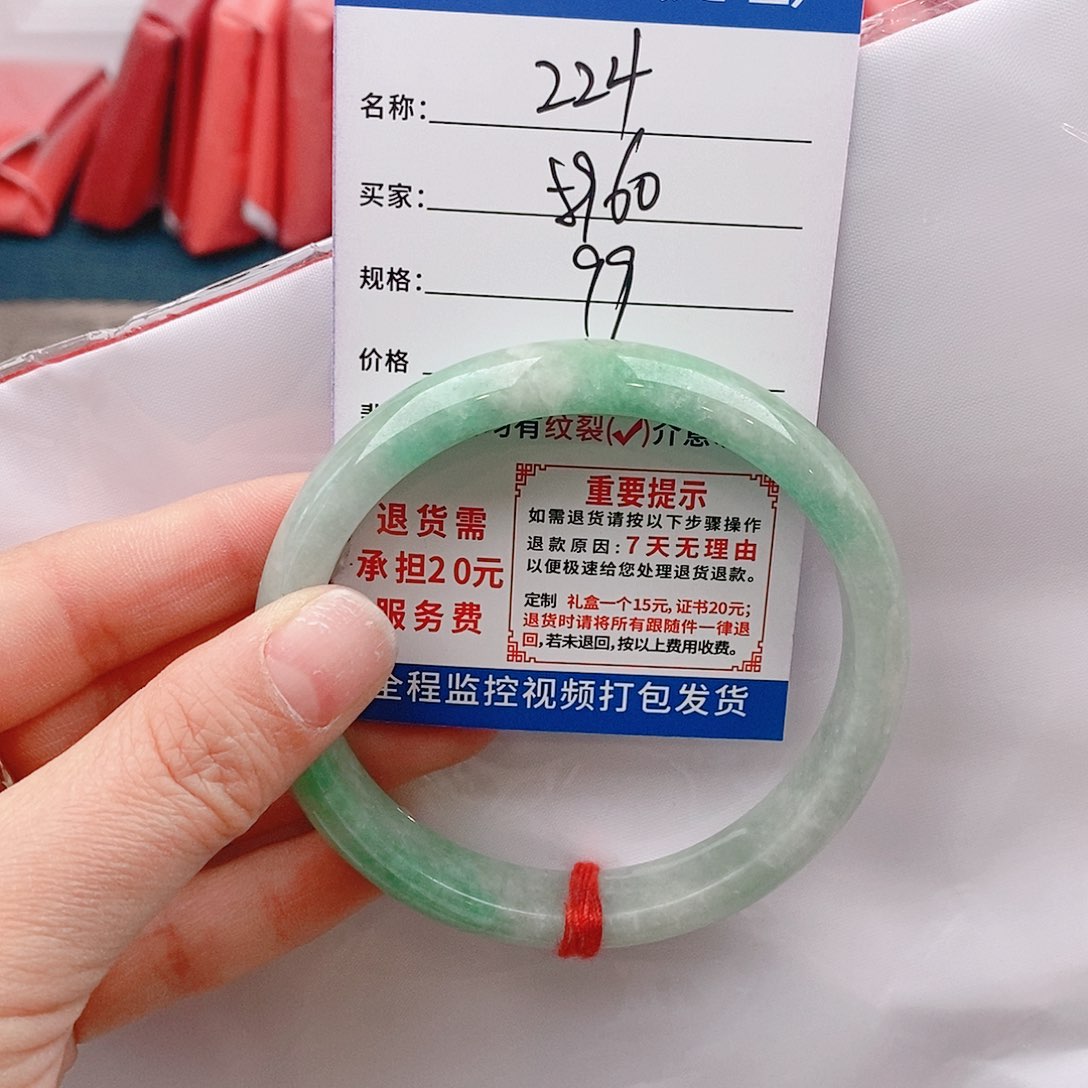 名称: 224
买家: 60
规格: 99
价格
有纹裂(✓)介意
退货需
承担20元
服务费
重要提示
如需退货请按以下步骤操作
退款原因:7天无理由
以便极速给您处理退货退款。
定制 礼盒一个15元,证书20元;
退货时请将所有跟随件一律退
回,若未退回,按以上费用收费。
全程监控视频打包发货